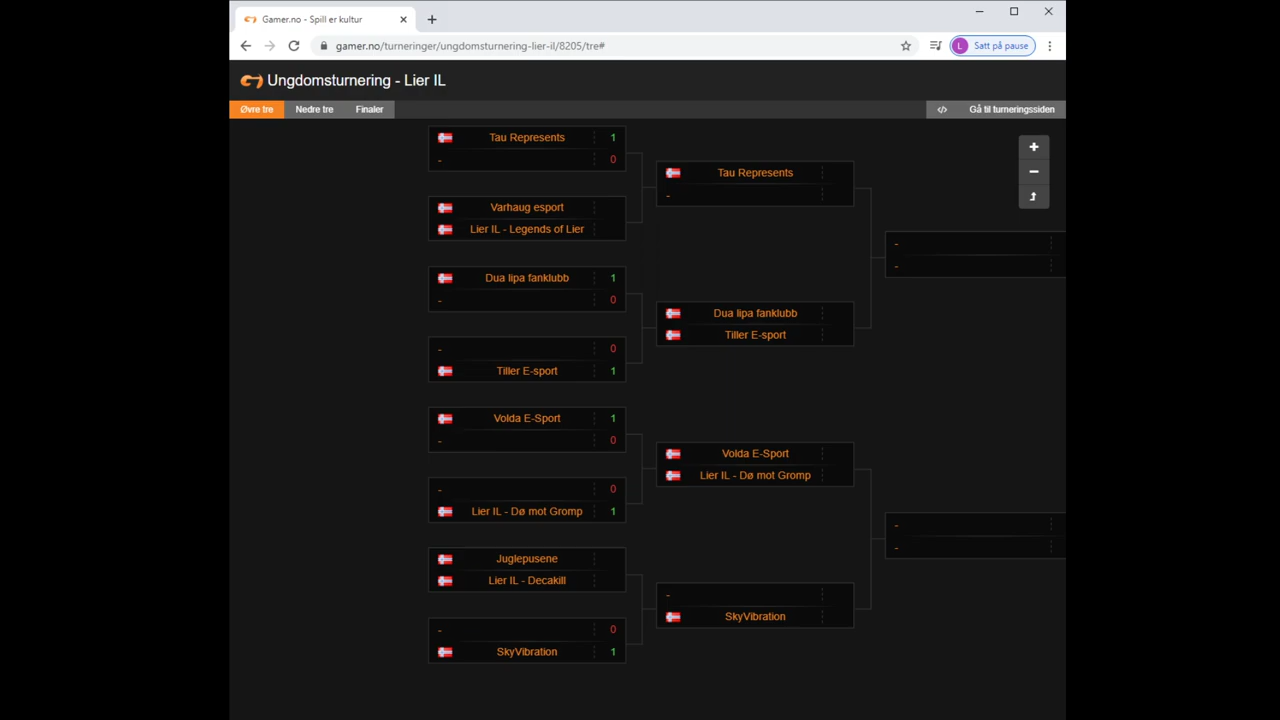 Gamer.no - Spill er kultur
gamer.no/turneringer/ungdomsturnering-lier-il/8205/tre#
L Satt på pause
Ungdomsturnering - Lier IL
Øvre tre Nedre tre Finaler </> Gå til turneringssiden
Tau Represents 1
- 0
Varhaug esport
Lier IL - Legends of Lier
Dua lipa fanklubb 1
- 0
- 0
Tiller E-sport 1
Volda E-Sport 1
- 0
- 0
Lier IL - Dø mot Gromp 1
Juglepusene
Lier IL - Decakill
- 0
SkyVibration 1
Tau Represents
-
Dua lipa fanklubb
Tiller E-sport
Volda E-Sport
Lier IL - Dø mot Gromp
-
SkyVibration
-
-
-
-
+
-